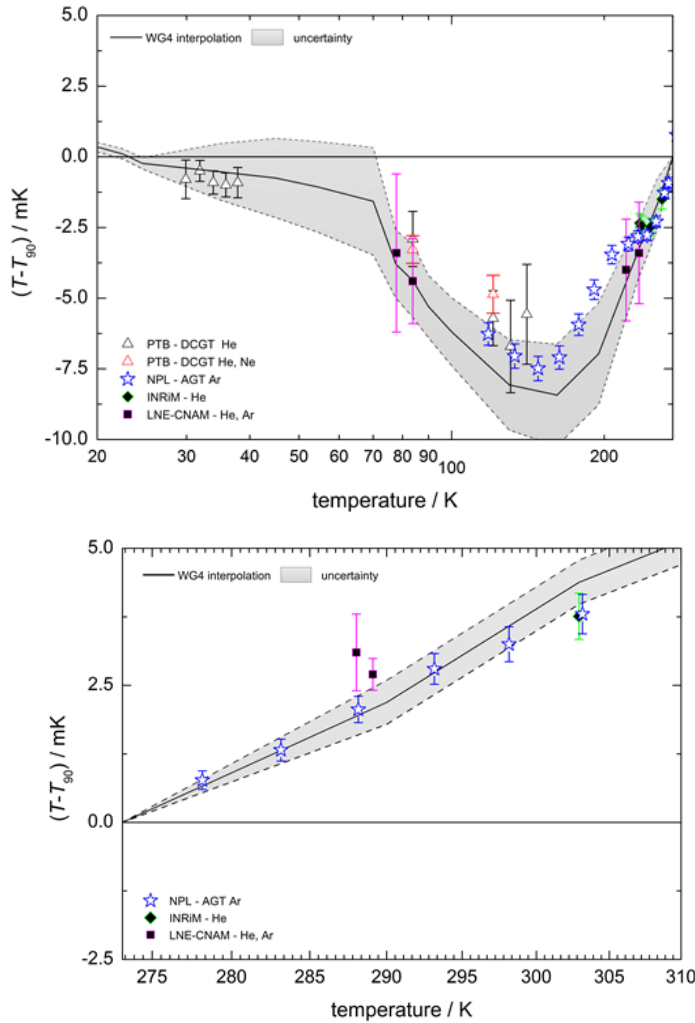 5.0
WG4 interpolation uncertainty
2.5
0.0
-2.5
-5.0
-7.5
-10.0
(T-T90) / mK
PTB - DCGT He
PTB - DCGT He, Ne
NPL - AGT Ar
INRiM - He
LNE-CNAM - He, Ar
20 30 40 50 60 70 80 90 100 200
temperature / K
5.0
WG4 interpolation uncertainty
2.5
0.0
-2.5
(T-T90) / mK
NPL - AGT Ar
INRiM - He
LNE-CNAM - He, Ar
275 280 285 290 295 300 305 310
temperature / K